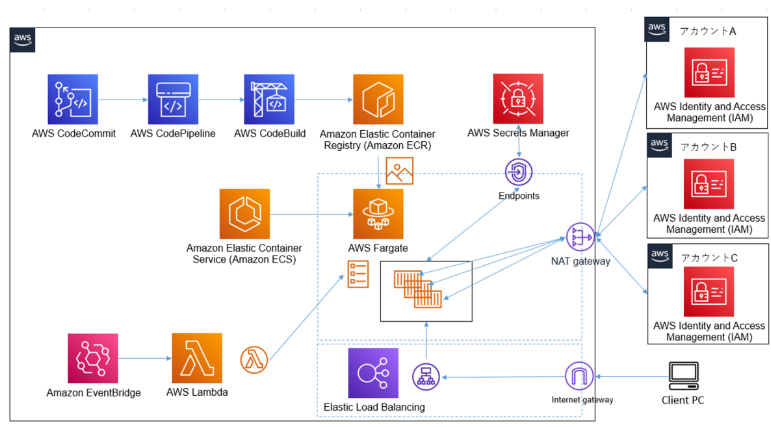 aws
AWS CodeCommit
AWS CodePipeline
AWS CodeBuild
Amazon Elastic Container
Registry (Amazon ECR)
AWS Secrets Manager
Endpoints
Amazon Elastic Container
Service (Amazon ECS)
AWS Fargate
NAT gateway
Amazon EventBridge
AWS Lambda
Elastic Load Balancing
Internet gateway
Client PC
aws
アカウントA
AWS Identity and Access
Management (IAM)
aws
アカウントB
AWS Identity and Access
Management (IAM)
aws
アカウントC
AWS Identity and Access
Management (IAM)